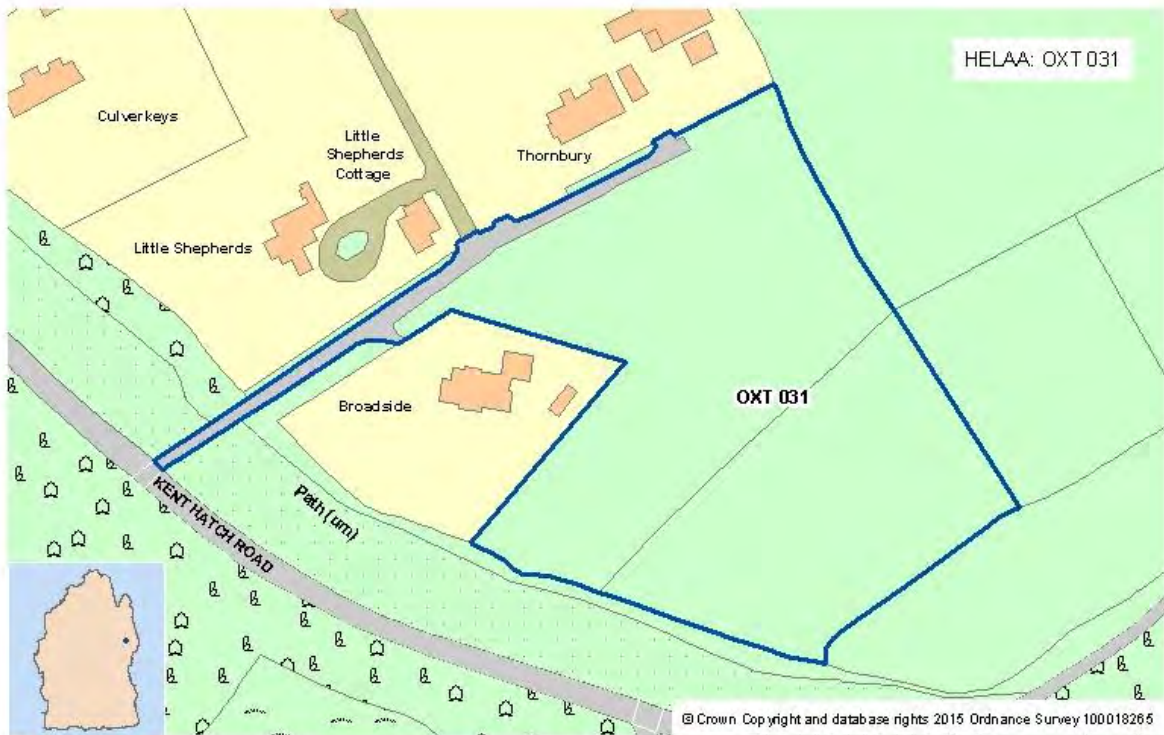 HELAA: OXT 031
Culverkeys
Little
Shepherds
Cottage
Thornbury
Little Shepherds
OXT 031
Broadside
Path (um)
KENT HATCH ROAD
© Crown Copyright and database rights 2015 Ordnance Survey 100018265